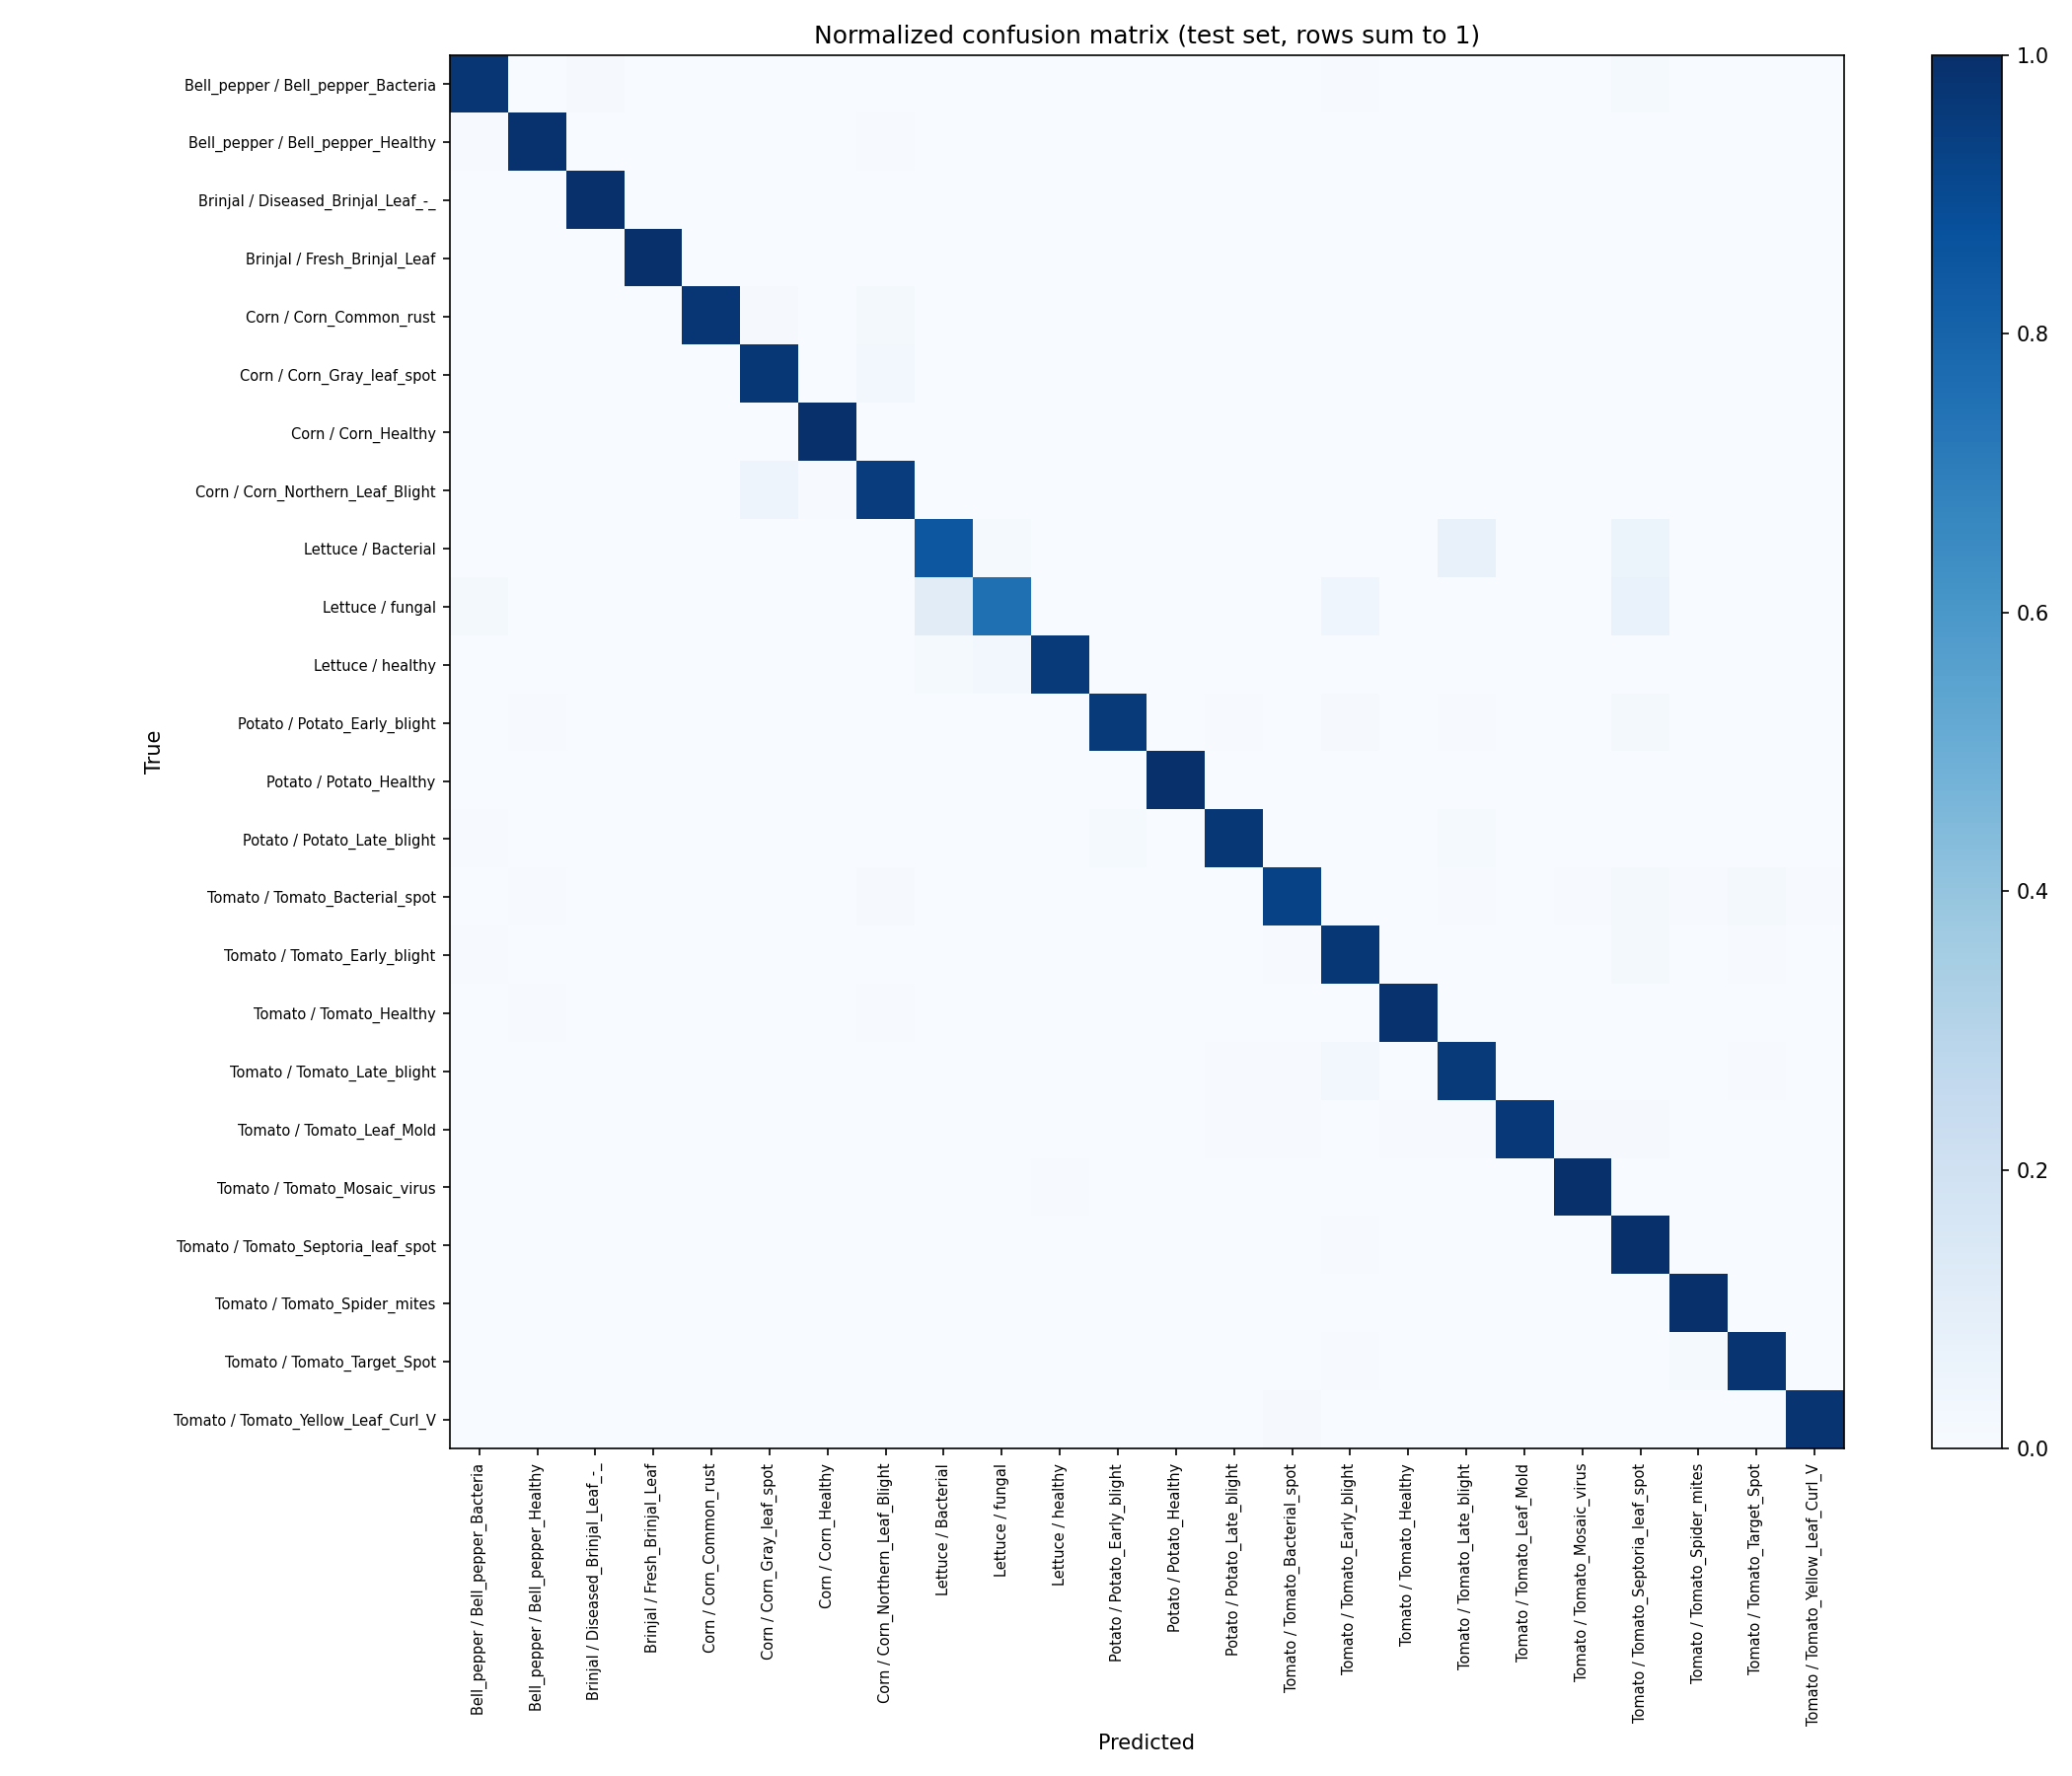 Normalized confusion matrix (test set, rows sum to 1)
Bell_pepper / Bell_pepper_Bacteria
Bell_pepper / Bell_pepper_Healthy
Brinjal / Diseased_Brinjal_Leaf_-_
Brinjal / Fresh_Brinjal_Leaf
Corn / Corn_Common_rust
Corn / Corn_Gray_leaf_spot
Corn / Corn_Healthy
Corn / Corn_Northern_Leaf_Blight
Lettuce / Bacterial
Lettuce / fungal
Lettuce / healthy
Potato / Potato_Early_blight
Potato / Potato_Healthy
Potato / Potato_Late_blight
Tomato / Tomato_Bacterial_spot
Tomato / Tomato_Early_blight
Tomato / Tomato_Healthy
Tomato / Tomato_Late_blight
Tomato / Tomato_Leaf_Mold
Tomato / Tomato_Mosaic_virus
Tomato / Tomato_Septoria_leaf_spot
Tomato / Tomato_Spider_mites
Tomato / Tomato_Target_Spot
Tomato / Tomato_Yellow_Leaf_Curl_V
True
Bell_pepper / Bell_pepper_Bacteria
Bell_pepper / Bell_pepper_Healthy
Brinjal / Diseased_Brinjal_Leaf_-_
Brinjal / Fresh_Brinjal_Leaf
Corn / Corn_Common_rust
Corn / Corn_Gray_leaf_spot
Corn / Corn_Healthy
Corn / Corn_Northern_Leaf_Blight
Lettuce / Bacterial
Lettuce / fungal
Lettuce / healthy
Potato / Potato_Early_blight
Potato / Potato_Healthy
Potato / Potato_Late_blight
Tomato / Tomato_Bacterial_spot
Tomato / Tomato_Early_blight
Tomato / Tomato_Healthy
Tomato / Tomato_Late_blight
Tomato / Tomato_Leaf_Mold
Tomato / Tomato_Mosaic_virus
Tomato / Tomato_Septoria_leaf_spot
Tomato / Tomato_Spider_mites
Tomato / Tomato_Target_Spot
Tomato / Tomato_Yellow_Leaf_Curl_V
Predicted
1.0
0.8
0.6
0.4
0.2
0.0